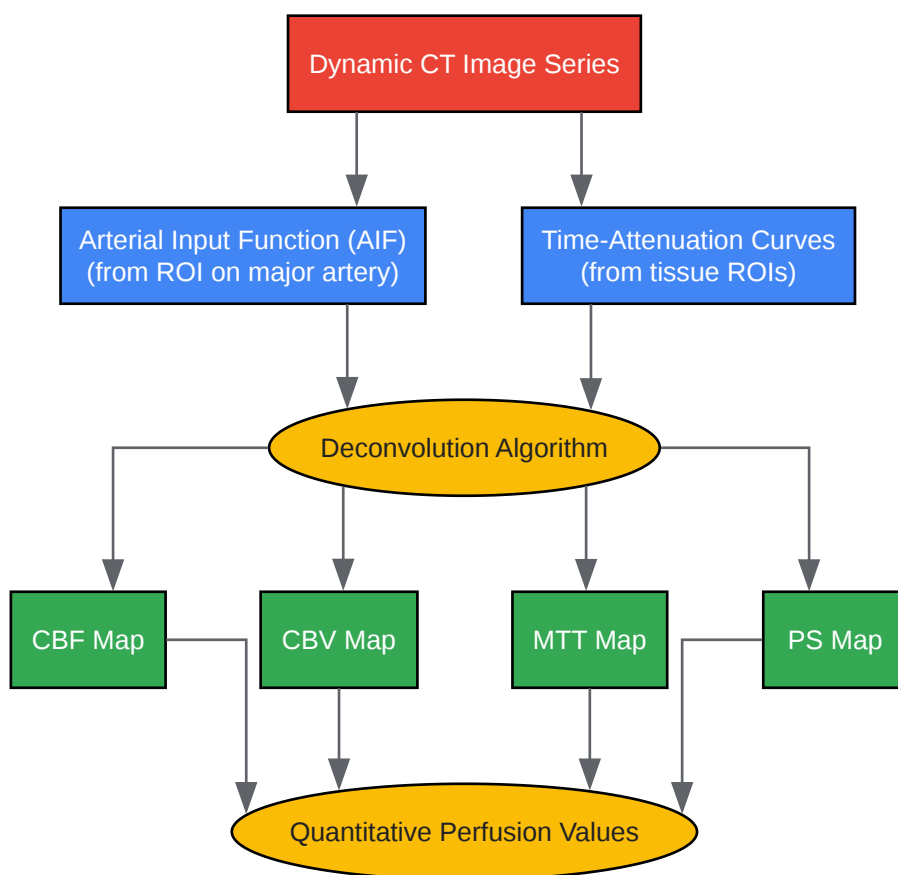 Dynamic CT Image Series
Arterial Input Function (AIF)
(from ROI on major artery)
Time-Attenuation Curves
(from tissue ROIs)
Deconvolution Algorithm
CBF Map
CBV Map
MTT Map
PS Map
Quantitative Perfusion Values